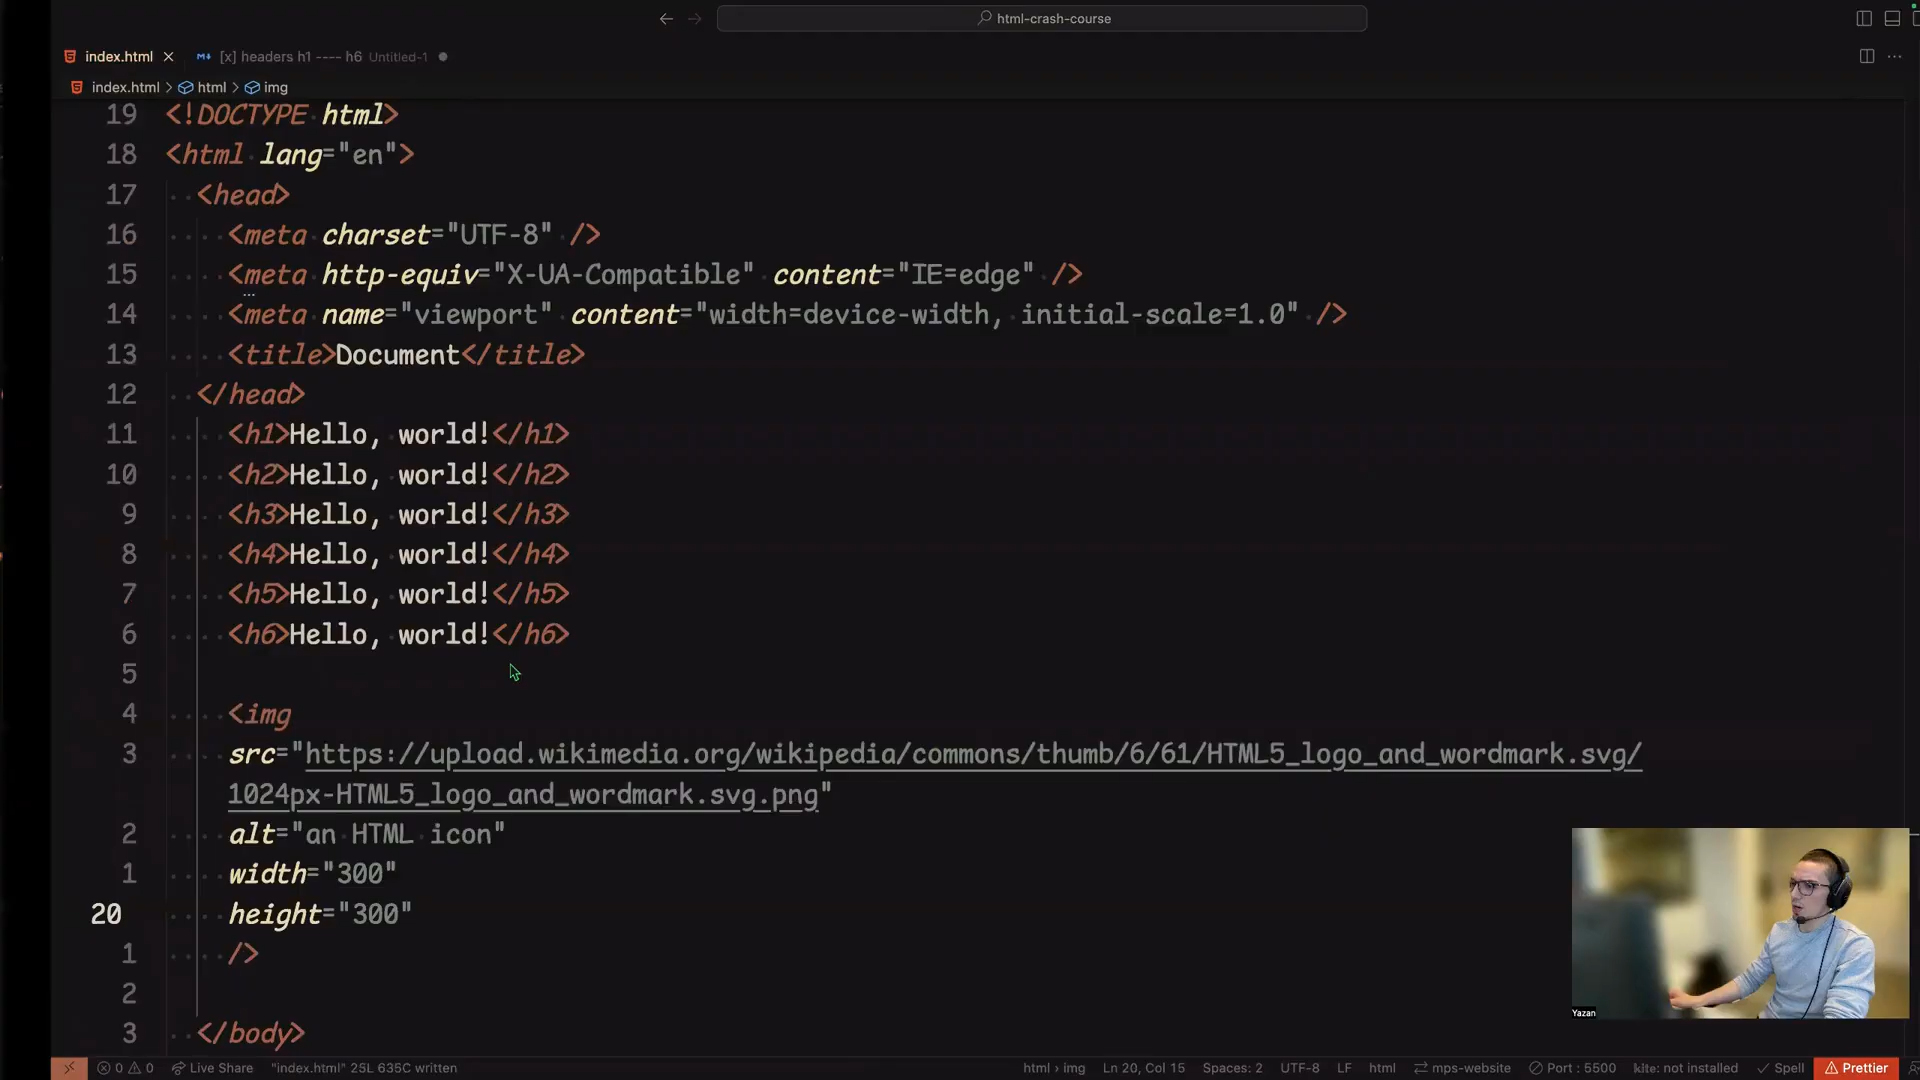 html-crash-course
index.html
[x] headers h1 ---- h6 Untitled-1
index.html > html > img
19 <!DOCTYPE html>
18 <html lang="en">
17 <head>
16 <meta charset="UTF-8" />
15 <meta http-equiv="X-UA-Compatible" content="IE=edge" />
14 <meta name="viewport" content="width=device-width, initial-scale=1.0" />
13 <title>Document</title>
12 </head>
11 <h1>Hello, world!</h1>
10 <h2>Hello, world!</h2>
9 <h3>Hello, world!</h3>
8 <h4>Hello, world!</h4>
7 <h5>Hello, world!</h5>
6 <h6>Hello, world!</h6>
5
4 <img
3 src="https://upload.wikimedia.org/wikipedia/commons/thumb/6/61/HTML5_logo_and_wordmark.svg/
1024px-HTML5_logo_and_wordmark.svg.png"
2 alt="an HTML icon"
1 width="300"
20 height="300"
1 />
2
3 </body>
Yazan
0 0 Live Share "index.html" 25L 635C written html > img Ln 20, Col 15 Spaces: 2 UTF-8 LF html mps-website Port : 5500 kite: not installed Spell Prettier